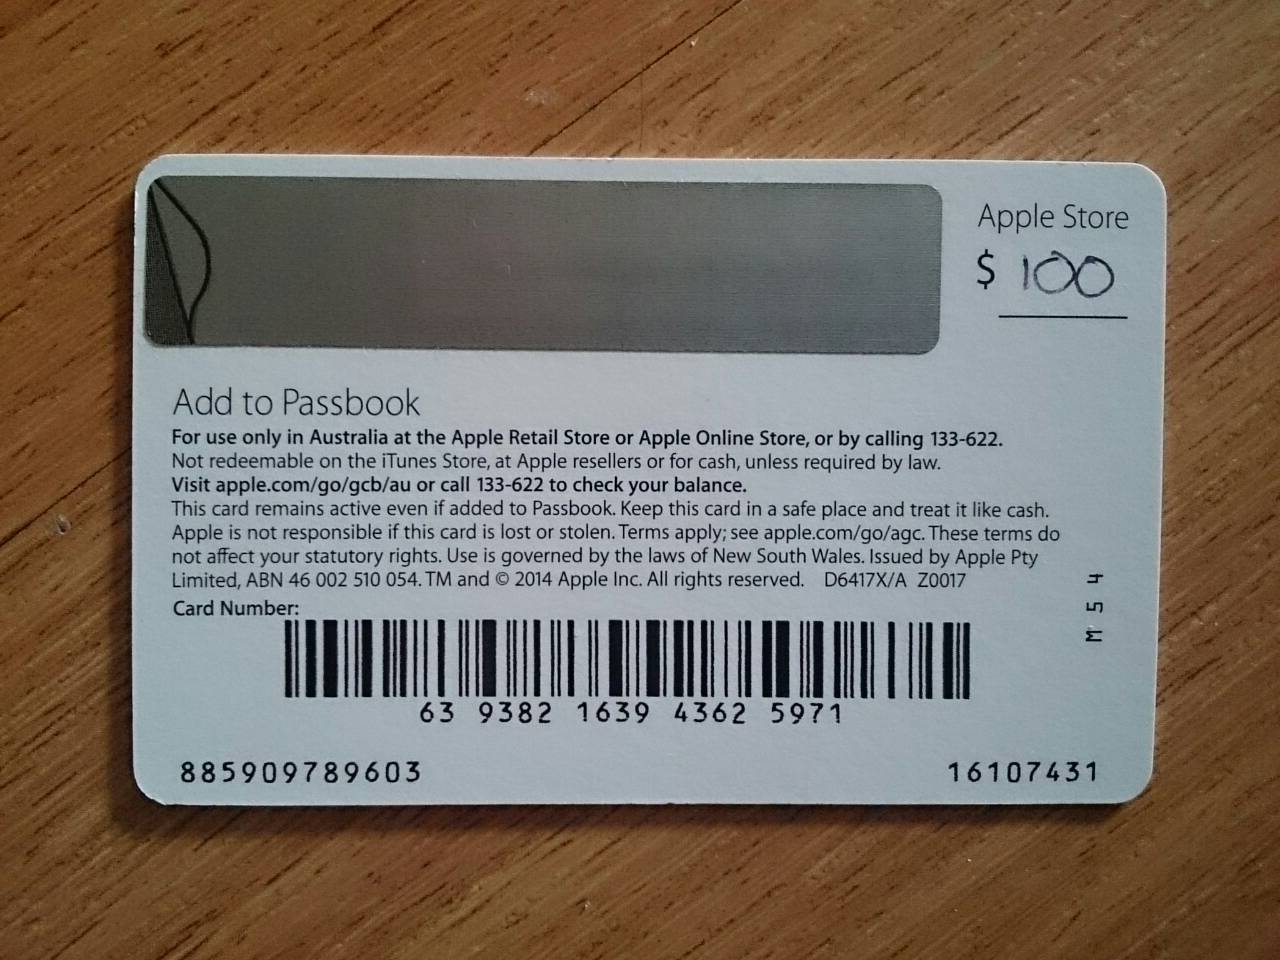 Apple Store
$ 100
Add to Passbook
For use only in Australia at the Apple Retail Store or Apple Online Store, or by calling 133-622.
Not redeemable on the iTunes Store, at Apple resellers or for cash, unless required by law.
Visit apple.com/go/gcb/au or call 133-622 to check your balance.
This card remains active even if added to Passbook. Keep this card in a safe place and treat it like cash.
Apple is not responsible if this card is lost or stolen. Terms apply; see apple.com/go/agc. These terms do
not affect your statutory rights. Use is governed by the laws of New South Wales. Issued by Apple Pty
Limited, ABN 46 002 510 054. TM and © 2014 Apple Inc. All rights reserved. D6417X/A Z0017
Card Number:
63 9382 1639 4362 5971
885909789603
16107431
M 5 4